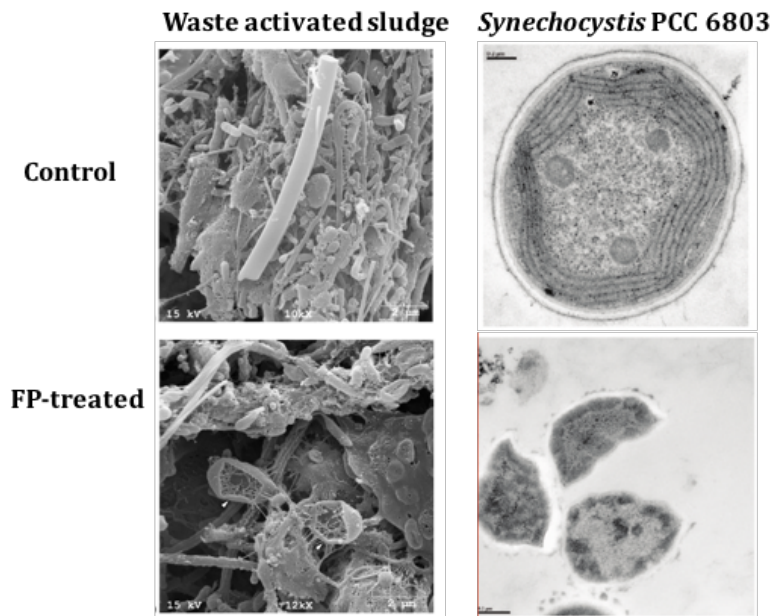 Waste activated sludge
Synechocystis PCC 6803
Control
15 kV 10kX 2 µm
FP-treated
15 kV 12kX 2 µm